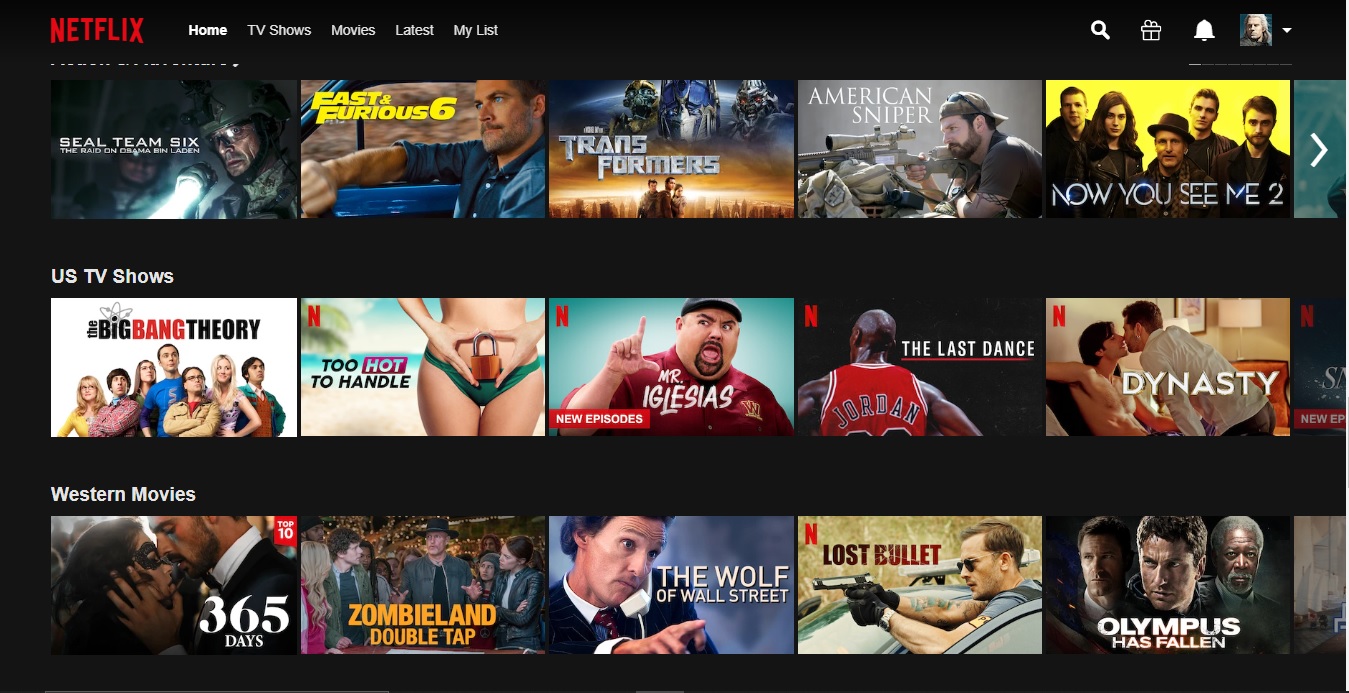 NETFLIX
Home TV Shows Movies Latest My List
SEAL TEAM SIX
THE RAID ON OSAMA BIN LADEN
FAST &
FURIOUS 6
TRANS
FORMERS
AMERICAN
SNIPER
NOW YOU SEE ME 2
US TV Shows
the BIG BANG THEORY
N
TOO HOT
TO HANDLE
N
MR.
IGLESIAS
NEW EPISODES
N
THE LAST DANCE
JORDAN
N
DYNASTY
N
NEW EP
Western Movies
TOP
10
365
DAYS
ZOMBIELAND
DOUBLE TAP
THE WOLF
OF WALL STREET
N
LOST BULLET
OLYMPUS
HAS FALLEN